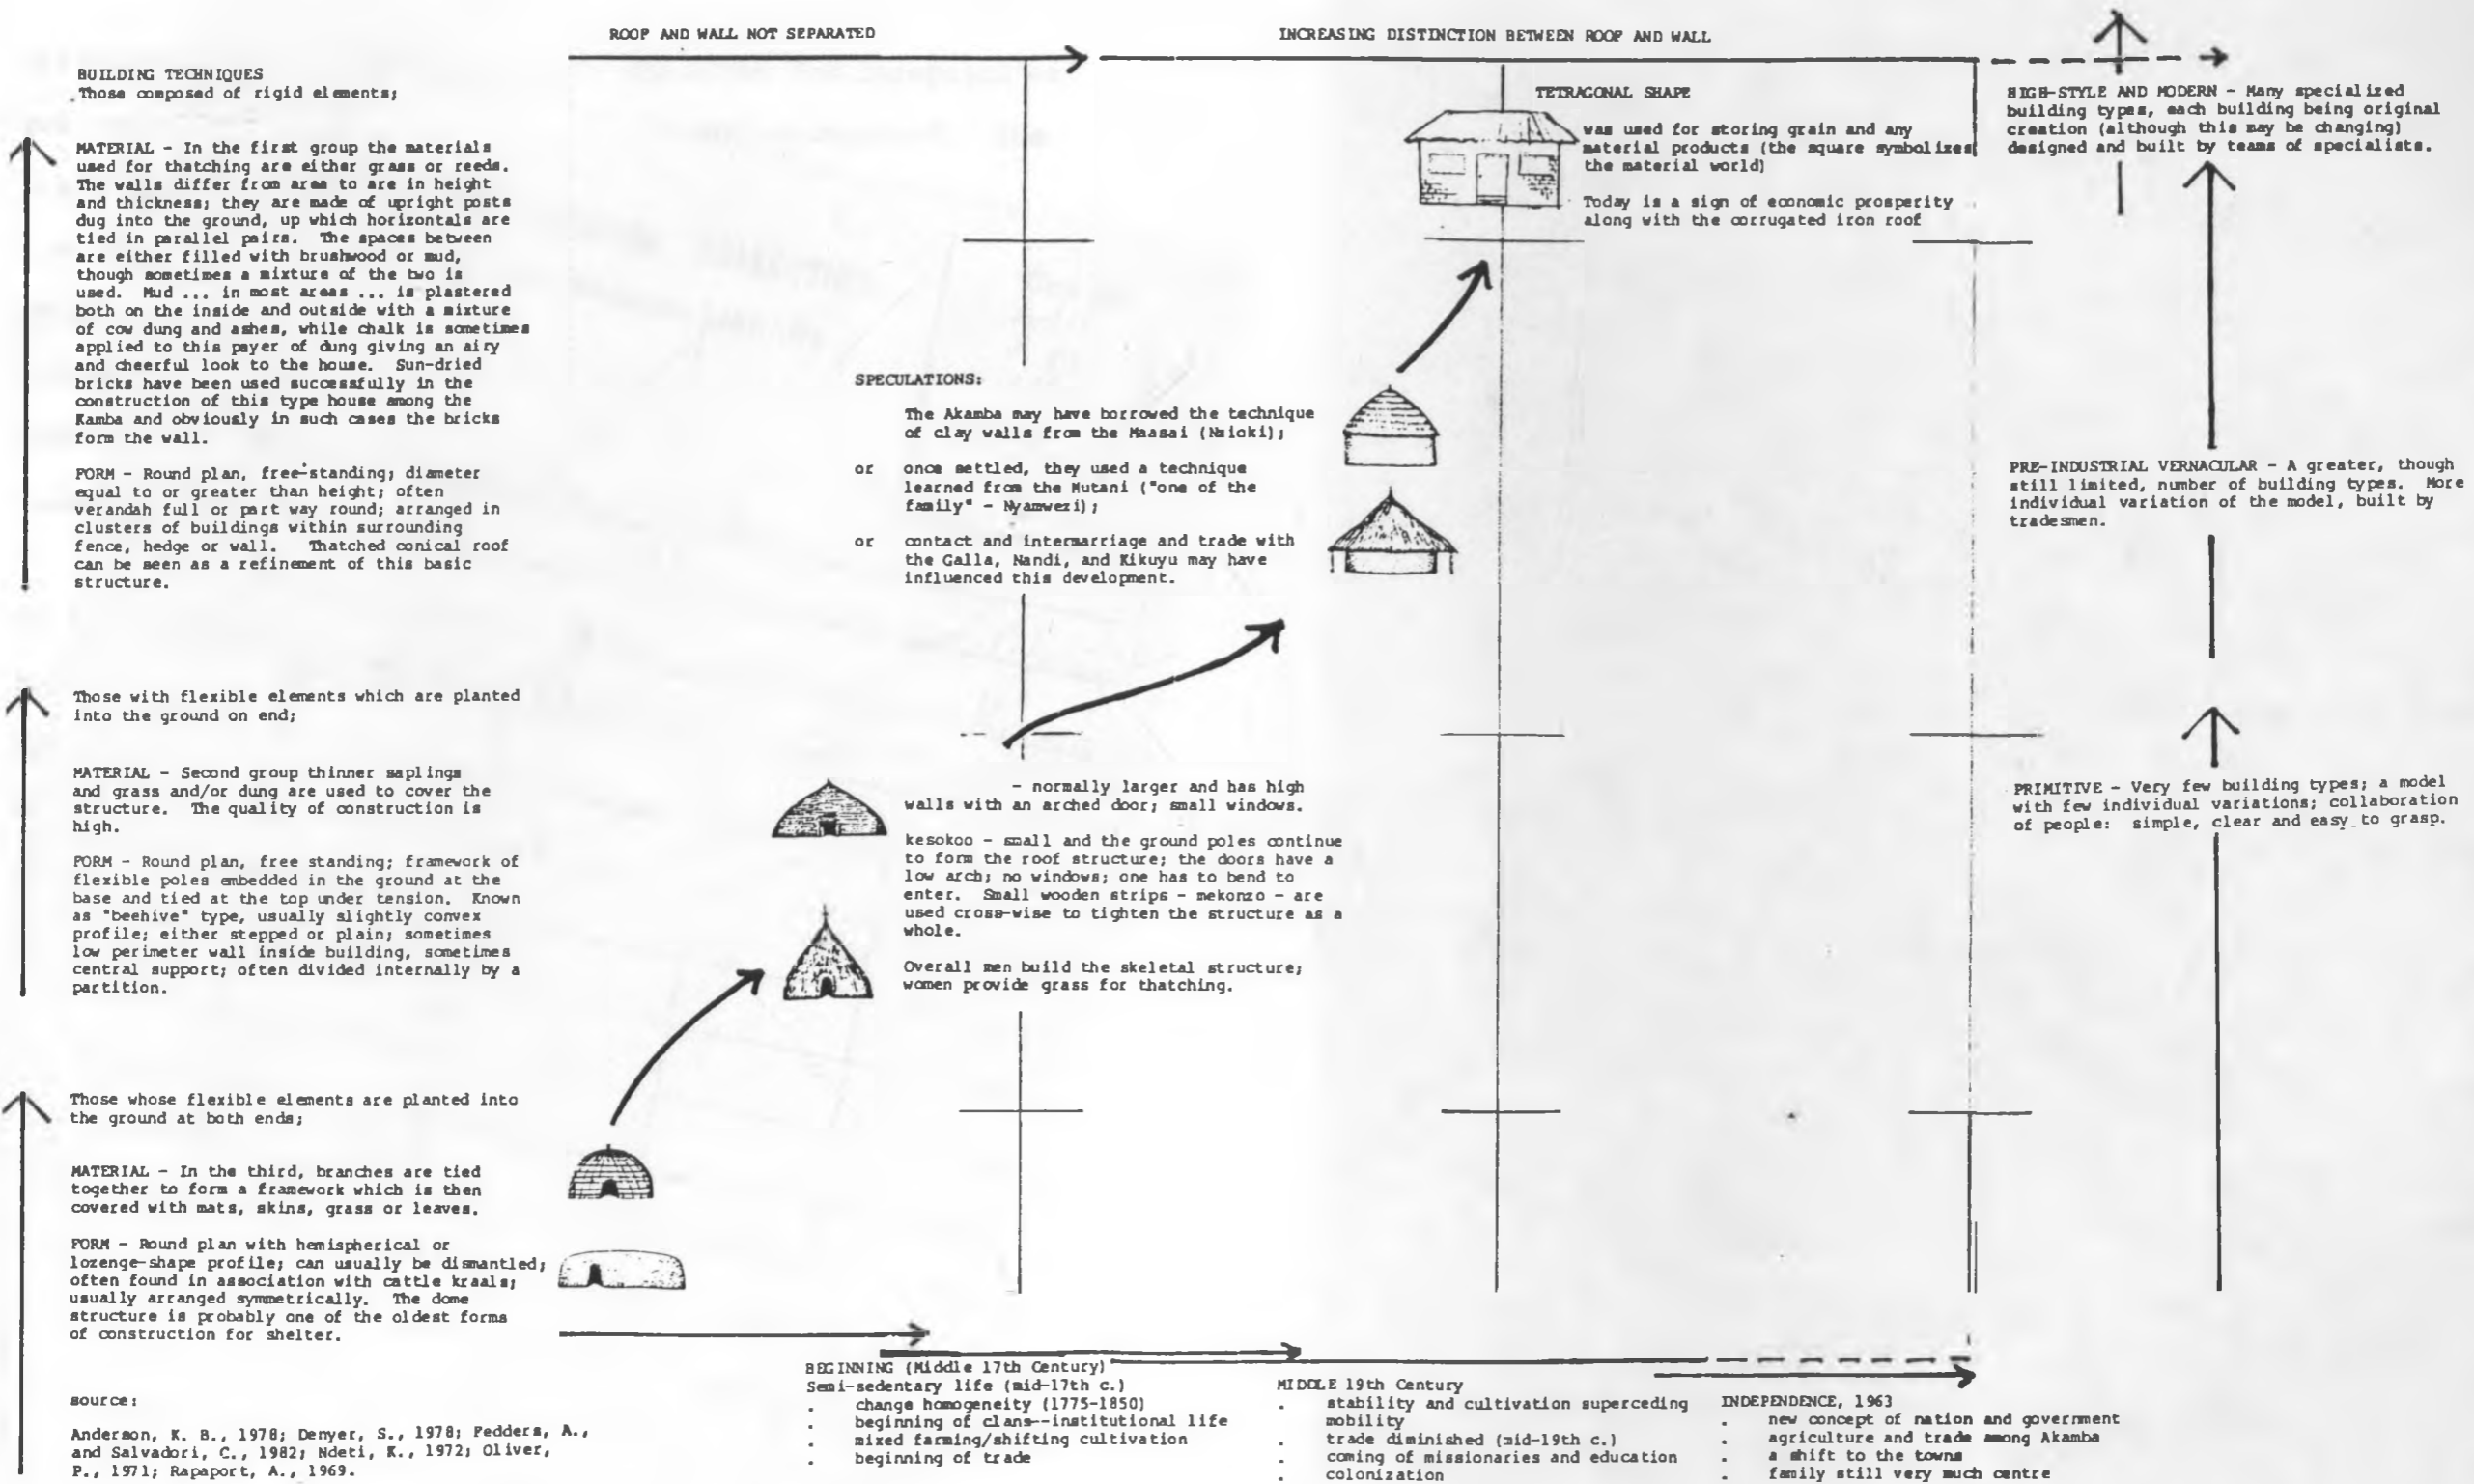 ROOF AND WALL NOT SEPARATED
INCREASING DISTINCTION BETWEEN ROOF AND WALL
BUILDING TECHNIQUES
Those composed of rigid elements;
MATERIAL - In the first group the materials
used for thatching are either grass or reeds.
The walls differ from area to are in height
and thickness; they are made of upright posts
dug into the ground, up which horizontals are
tied in parallel pairs. The spaces between
are either filled with brushwood or mud,
though sometimes a mixture of the two is
used. Mud ... in most areas ... is plastered
both on the inside and outside with a mixture
of cow dung and ashes, while chalk is sometimes
applied to this payer of dung giving an airy
and cheerful look to the house. Sun-dried
bricks have been used successfully in the
construction of this type house among the
Kamba and obviously in such cases the bricks
form the wall.
FORM - Round plan, free-standing; diameter
equal to or greater than height; often
verandah full or part way round; arranged in
clusters of buildings within surrounding
fence, hedge or wall. Thatched conical roof
can be seen as a refinement of this basic
structure.
Those with flexible elements which are planted
into the ground on end;
MATERIAL - Second group thinner saplings
and grass and/or dung are used to cover the
structure. The quality of construction is
high.
FORM - Round plan, free standing; framework of
flexible poles embedded in the ground at the
base and tied at the top under tension. Known
as "beehive" type, usually slightly convex
profile; either stepped or plain; sometimes
low perimeter wall inside building, sometimes
central support; often divided internally by a
partition.
Those whose flexible elements are planted into
the ground at both ends;
MATERIAL - In the third, branches are tied
together to form a framework which is then
covered with mats, skins, grass or leaves.
FORM - Round plan with hemispherical or
lozenge-shape profile; can usually be dismantled;
often found in association with cattle kraals;
usually arranged symmetrically. The dome
structure is probably one of the oldest forms
of construction for shelter.
source:
Anderson, K. B., 1978; Denyer, S., 1978; Fedders, A.,
and Salvadori, C., 1982; Ndeti, K., 1972; Oliver,
P., 1971; Rapaport, A., 1969.
SPECULATIONS:
The Akamba may have borrowed the technique
of clay walls from the Maasai (Nzioki);
or once settled, they used a technique
learned from the Mutani ("one of the
family" - Nyamwezi);
or contact and intermarriage and trade with
the Galla, Nandi, and Kikuyu may have
influenced this development.
- normally larger and has high
walls with an arched door; small windows.
kesokoo - small and the ground poles continue
to form the roof structure; the doors have a
low arch; no windows; one has to bend to
enter. Small wooden strips - mekonzo - are
used cross-wise to tighten the structure as a
whole.
Overall men build the skeletal structure;
women provide grass for thatching.
TETRAGONAL SHAPE
was used for storing grain and any
material products (the square symbolizes
the material world)
Today is a sign of economic prosperity
along with the corrugated iron roof
HIGH-STYLE AND MODERN - Many specialized
building types, each building being original
creation (although this may be changing)
designed and built by teams of specialists.
PRE-INDUSTRIAL VERNACULAR - A greater, though
still limited, number of building types. More
individual variation of the model, built by
tradesmen.
PRIMITIVE - Very few building types; a model
with few individual variations; collaboration
of people: simple, clear and easy to grasp.
BEGINNING (Middle 17th Century)
Semi-sedentary life (mid-17th c.)
. change homogeneity (1775-1850)
. beginning of clans--institutional life
. mixed farming/shifting cultivation
. beginning of trade
MIDDLE 19th Century
. stability and cultivation superceding
mobility
. trade diminished (mid-19th c.)
. coming of missionaries and education
. colonization
INDEPENDENCE, 1963
. new concept of nation and government
. agriculture and trade among Akamba
. a shift to the towns
. family still very much centre